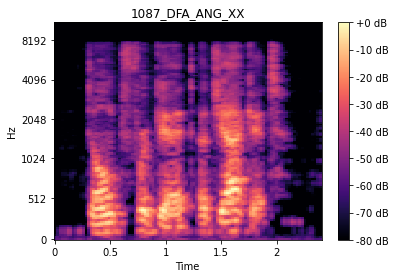 1087_DFA_ANG_XX
+0 dB
8192
-10 dB
4096
-20 dB
-30 dB
2048
Hz
-40 dB
1024
-50 dB
512
-60 dB
-70 dB
0
-80 dB
0 0.5 1 1.5 2
Time